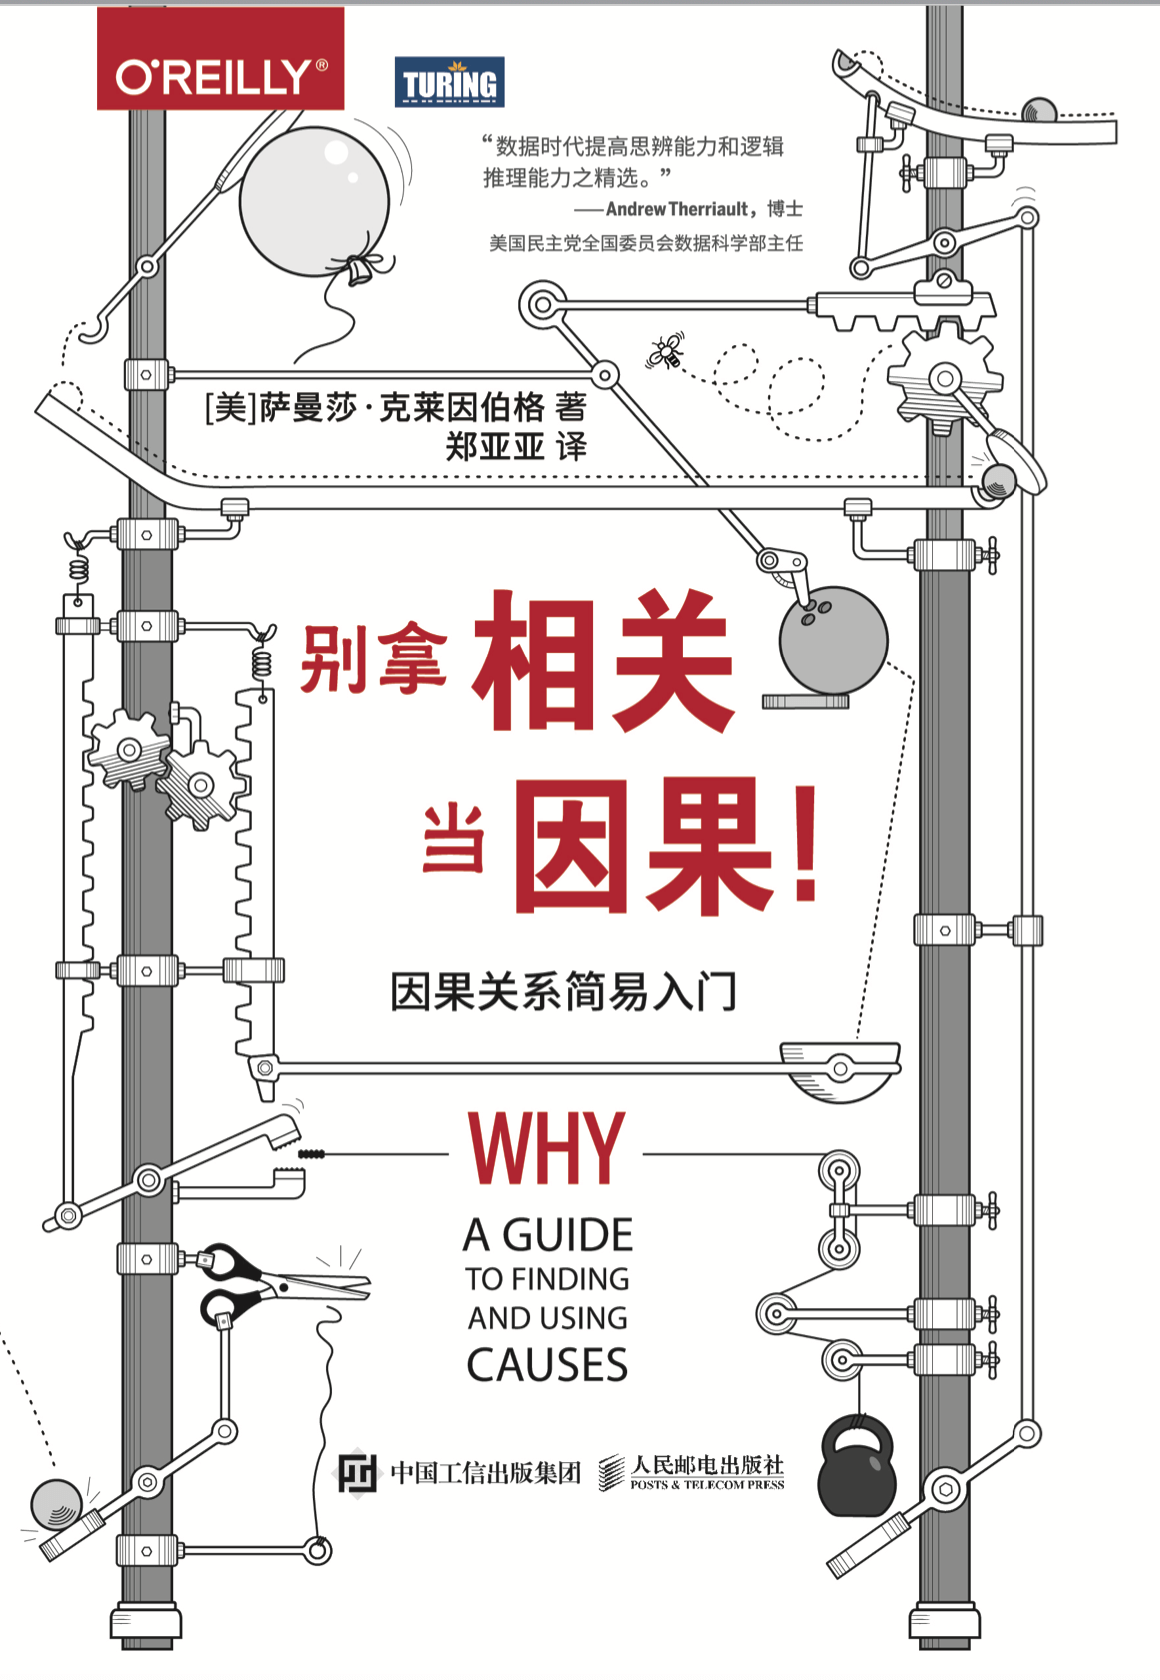 O'REILLY®
TURING
“数据时代提高思辨能力和逻辑
推理能力之精选。”
——Andrew Therriault，博士
美国民主党全国委员会数据科学部主任
[美]萨曼莎·克莱因伯格 著
郑亚亚 译
别拿相关
当因果！
因果关系简易入门
WHY
A GUIDE
TO FINDING
AND USING
CAUSES
中国工信出版集团
人民邮电出版社
POSTS & TELECOM PRESS